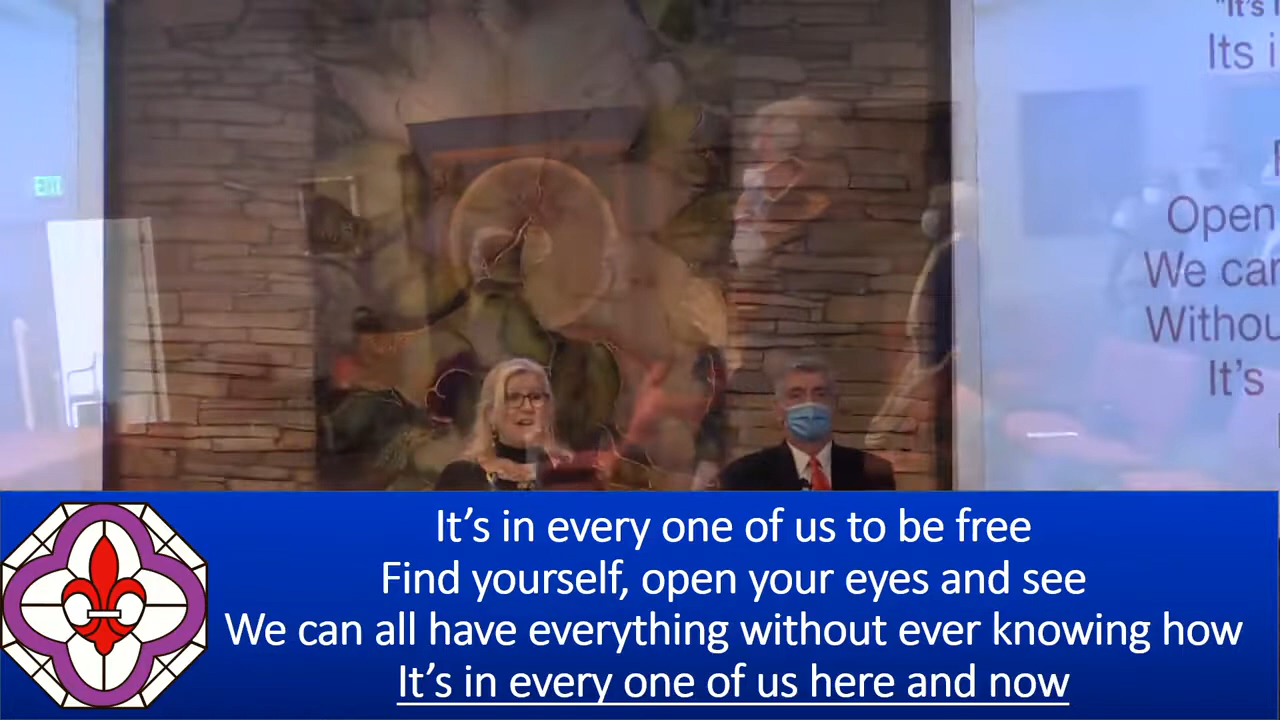 EXIT
"It's
Its i
Open
We can
Withou
It's
It's in every one of us to be free
Find yourself, open your eyes and see
We can all have everything without ever knowing how
It's in every one of us here and now